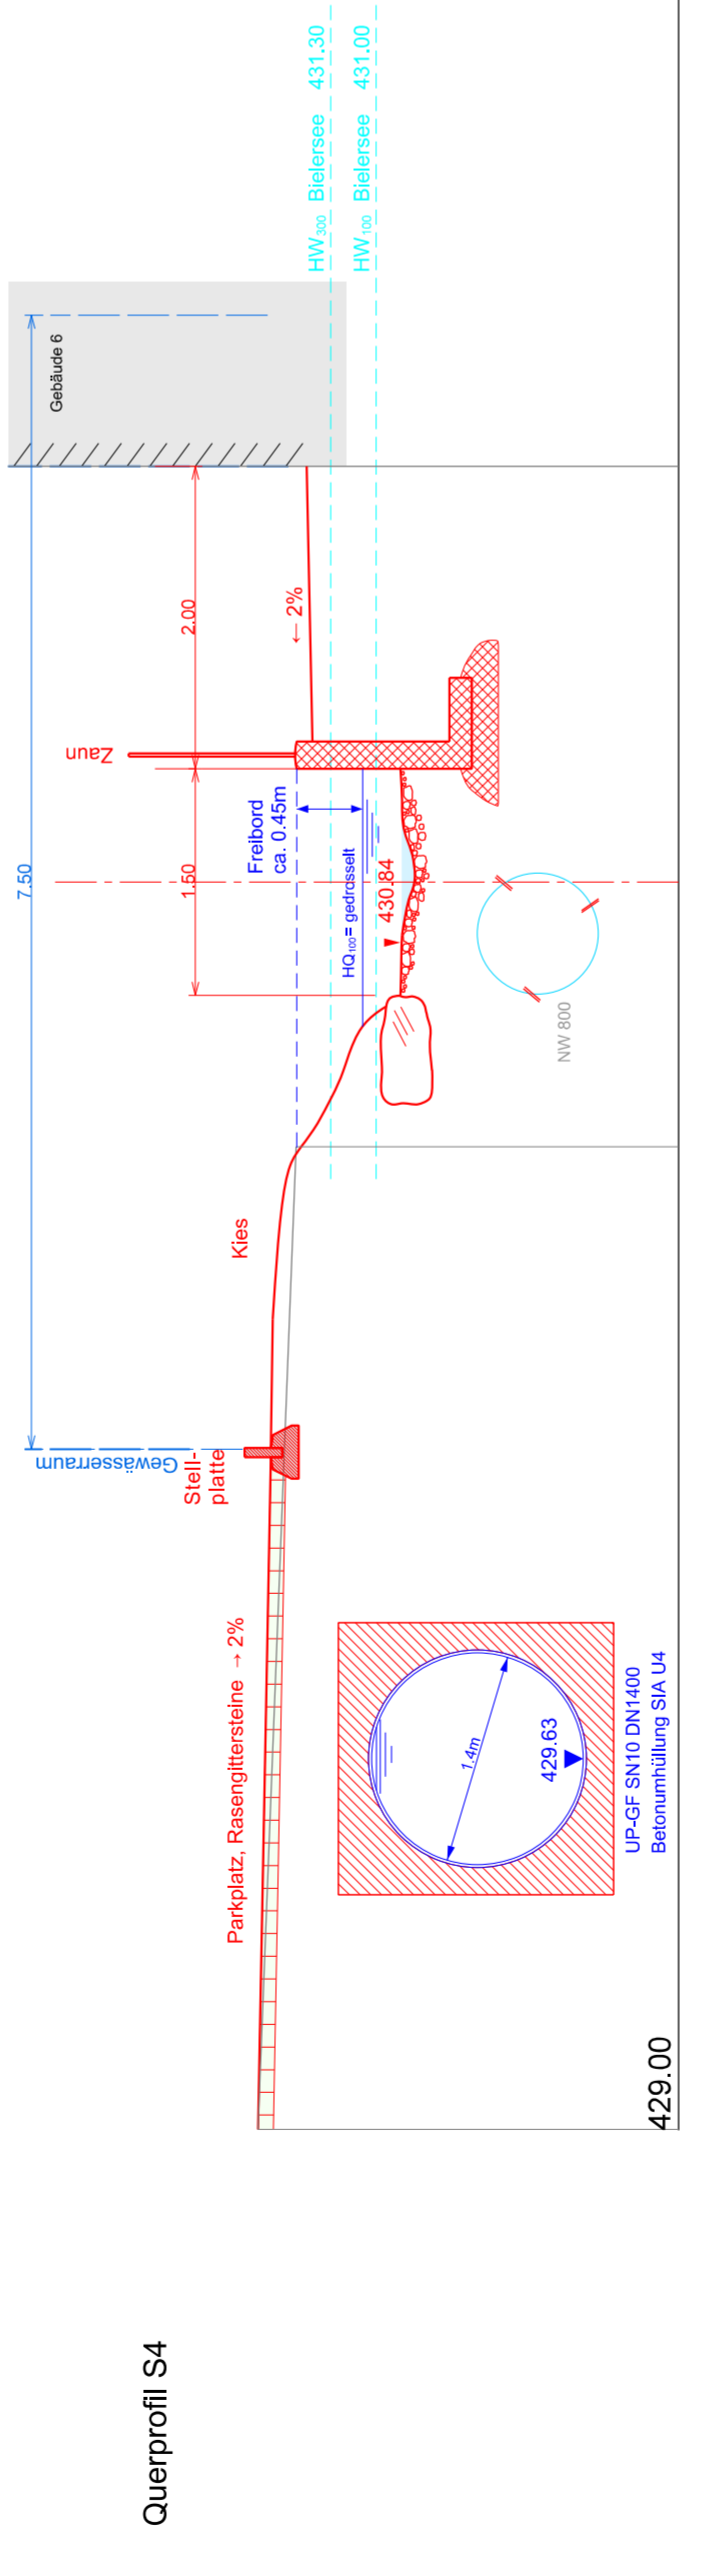 Querprofil S4
429.00
Parkplatz, Rasengittersteine → 2%
UP-GF SN10 DN1400
Betonumhüllung SIA U4
1.4m
429.63
Gewässerraum
Stell-
platte
Kies
7.50
1.50
2.00
Freibord
ca. 0.45m
HQ100= gedrosselt
430.84
NW 800
Zaun
← 2%
Gebäude 6
HW300 Bielersee 431.30
HW100 Bielersee 431.00